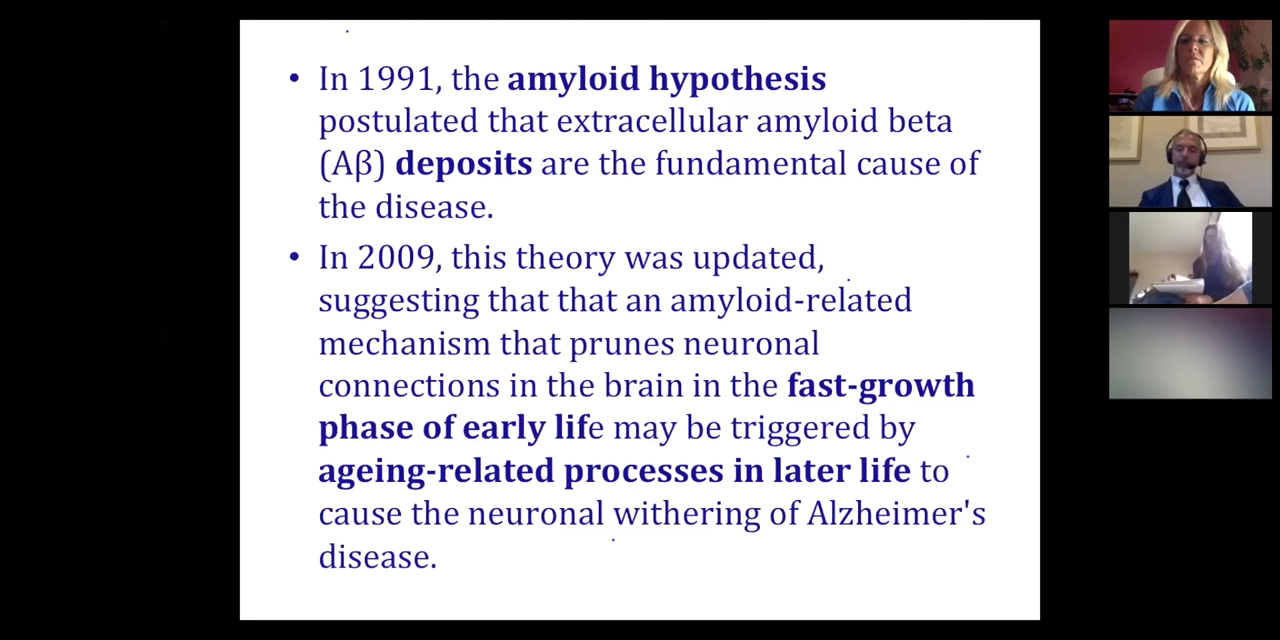 • In 1991, the amyloid hypothesis
postulated that extracellular amyloid beta
(Aβ) deposits are the fundamental cause of
the disease.
• In 2009, this theory was updated,
suggesting that that an amyloid-related
mechanism that prunes neuronal
connections in the brain in the fast-growth
phase of early life may be triggered by
ageing-related processes in later life to
cause the neuronal withering of Alzheimer's
disease.